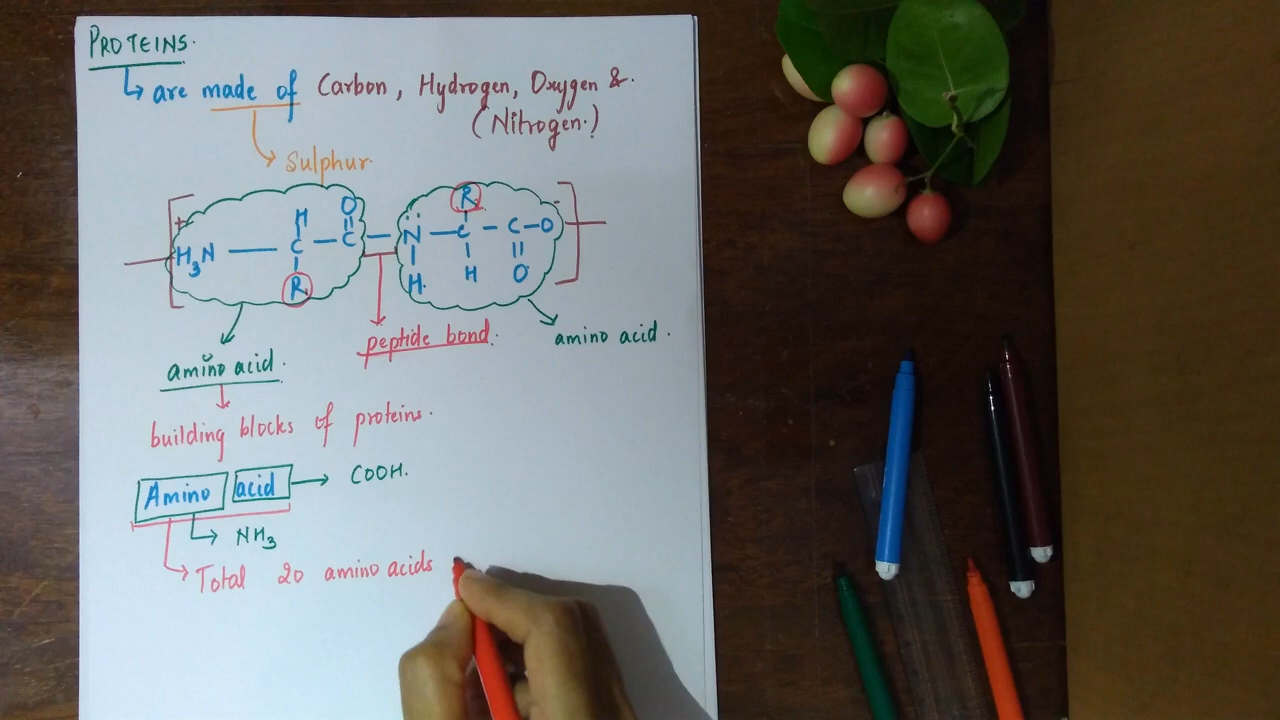 PROTEINS.
are made of Carbon, Hydrogen, Oxygen &.
(Nitrogen.)
Sulphur.
H R
O
H₃N C C N C C O
R H H O
peptide bond.
amino acid.
amino acid.
building blocks of proteins.
Amino acid COOH.
NH₃
Total 20 amino acids